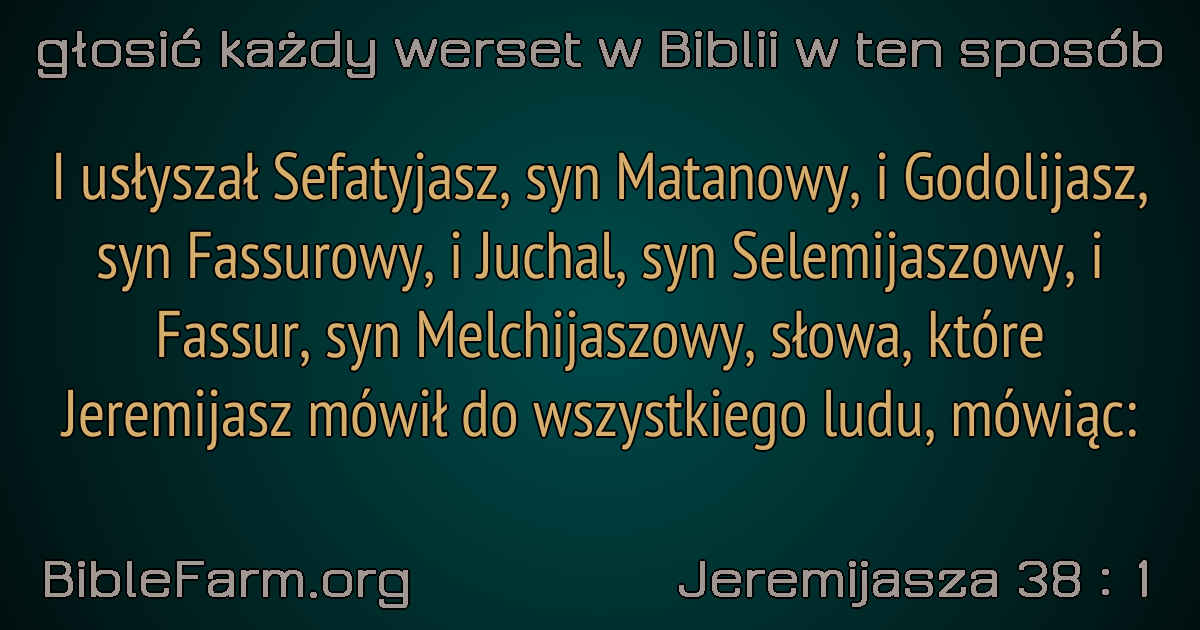 głosić każdy werset w Biblii w ten sposób
I usłyszał Sefatyjasz, syn Matanowy, i Godolijasz,
syn Fassurowy, i Juchal, syn Selemijaszowy, i
Fassur, syn Melchijaszowy, słowa, które
Jeremijasz mówił do wszystkiego ludu, mówiąc:
BibleFarm.org
Jeremijasza 38 : 1